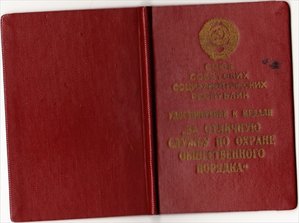 СОЮЗ
СОВЕТСКИХ
СОЦИАЛИСТИЧЕСКИХ
РЕСПУБЛИК
УДОСТОВЕРЕНИЕ К МЕДАЛИ
„ЗА ОТЛИЧНУЮ
СЛУЖБУ ПО ОХРАНЕ
ОБЩЕСТВЕННОГО
ПОРЯДКА“